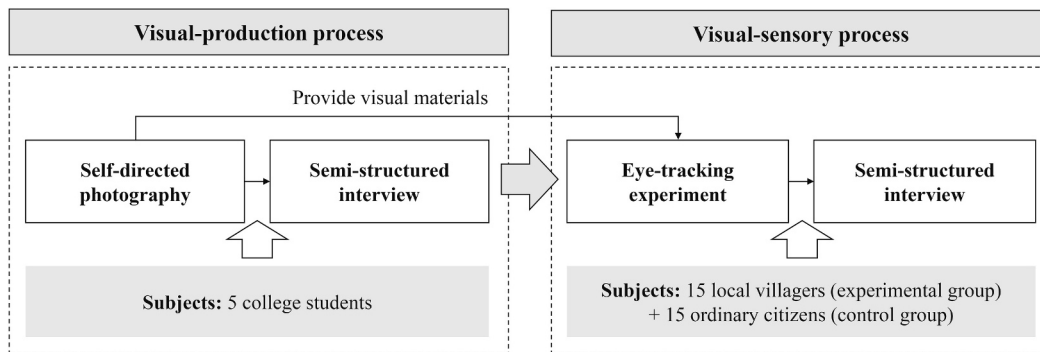 Visual-production process
Visual-sensory process
Provide visual materials
Self-directed
photography
Semi-structured
interview
Eye-tracking
experiment
Semi-structured
interview
Subjects: 5 college students
Subjects: 15 local villagers (experimental group)
+ 15 ordinary citizens (control group)